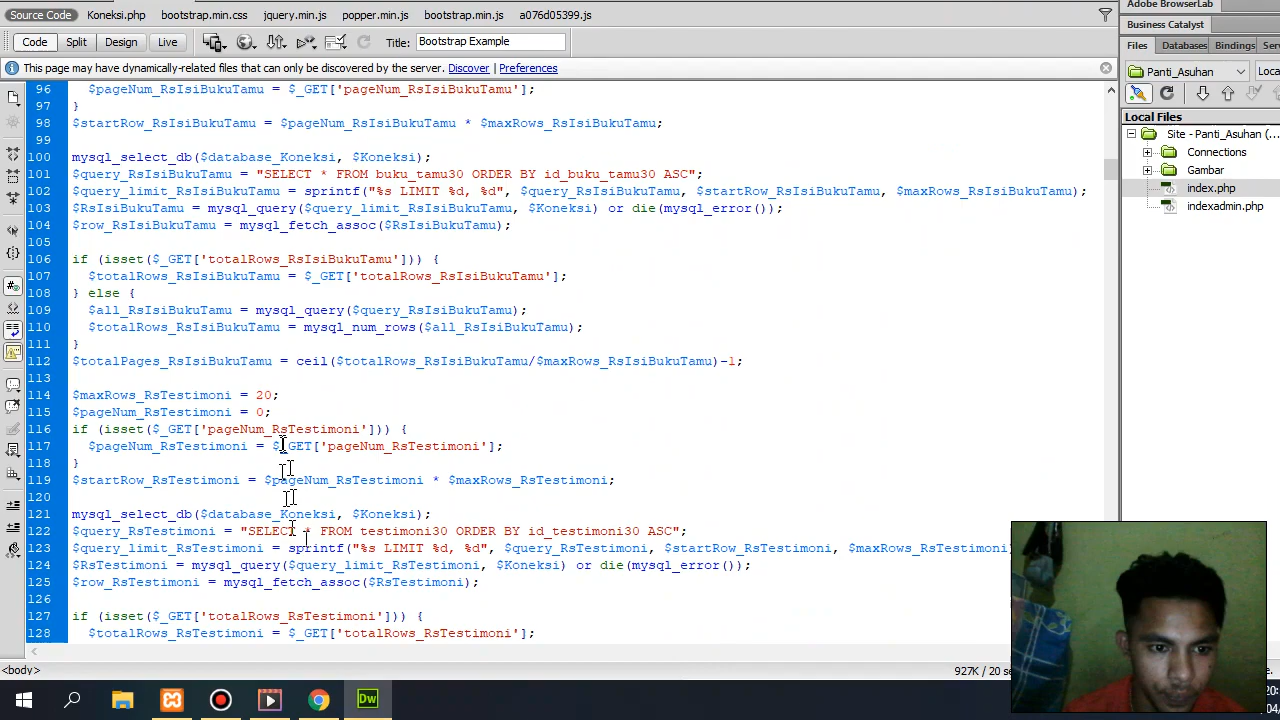 Source Code Koneksi.php bootstrap.min.css jquery.min.js popper.min.js bootstrap.min.js a076d05399.js
Code Split Design Live Title: Bootstrap Example
This page may have dynamically-related files that can only be discovered by the server. Discover | Preferences
96 $pageNum_RsIsiBukuTamu = $_GET['pageNum_RsIsiBukuTamu'];
97 }
98 $startRow_RsIsiBukuTamu = $pageNum_RsIsiBukuTamu * $maxRows_RsIsiBukuTamu;
99
100 mysql_select_db($database_Koneksi, $Koneksi);
101 $query_RsIsiBukuTamu = "SELECT * FROM buku_tamu30 ORDER BY id_buku_tamu30 ASC";
102 $query_limit_RsIsiBukuTamu = sprintf("%s LIMIT %d, %d", $query_RsIsiBukuTamu, $startRow_RsIsiBukuTamu, $maxRows_RsIsiBukuTamu);
103 $RsIsiBukuTamu = mysql_query($query_limit_RsIsiBukuTamu, $Koneksi) or die(mysql_error());
104 $row_RsIsiBukuTamu = mysql_fetch_assoc($RsIsiBukuTamu);
105
106 if (isset($_GET['totalRows_RsIsiBukuTamu'])) {
107 $totalRows_RsIsiBukuTamu = $_GET['totalRows_RsIsiBukuTamu'];
108 } else {
109 $all_RsIsiBukuTamu = mysql_query($query_RsIsiBukuTamu);
110 $totalRows_RsIsiBukuTamu = mysql_num_rows($all_RsIsiBukuTamu);
111 }
112 $totalPages_RsIsiBukuTamu = ceil($totalRows_RsIsiBukuTamu/$maxRows_RsIsiBukuTamu)-1;
113
114 $maxRows_RsTestimoni = 20;
115 $pageNum_RsTestimoni = 0;
116 if (isset($_GET['pageNum_RsTestimoni'])) {
117 $pageNum_RsTestimoni = $_GET['pageNum_RsTestimoni'];
118 }
119 $startRow_RsTestimoni = $pageNum_RsTestimoni * $maxRows_RsTestimoni;
120
121 mysql_select_db($database_Koneksi, $Koneksi);
122 $query_RsTestimoni = "SELECT * FROM testimoni30 ORDER BY id_testimoni30 ASC";
123 $query_limit_RsTestimoni = sprintf("%s LIMIT %d, %d", $query_RsTestimoni, $startRow_RsTestimoni, $maxRows_RsTestimoni)
124 $RsTestimoni = mysql_query($query_limit_RsTestimoni, $Koneksi) or die(mysql_error());
125 $row_RsTestimoni = mysql_fetch_assoc($RsTestimoni);
126
127 if (isset($_GET['totalRows_RsTestimoni'])) {
128 $totalRows_RsTestimoni = $_GET['totalRows_RsTestimoni'];
<body>
927K / 20 se
Adobe BrowserLab
Business Catalyst
Files Databases Bindings
Panti_Asuhan
Local Files
Site - Panti_Asuhan (...
Connections
Gambar
index.php
indexadmin.php
Dw